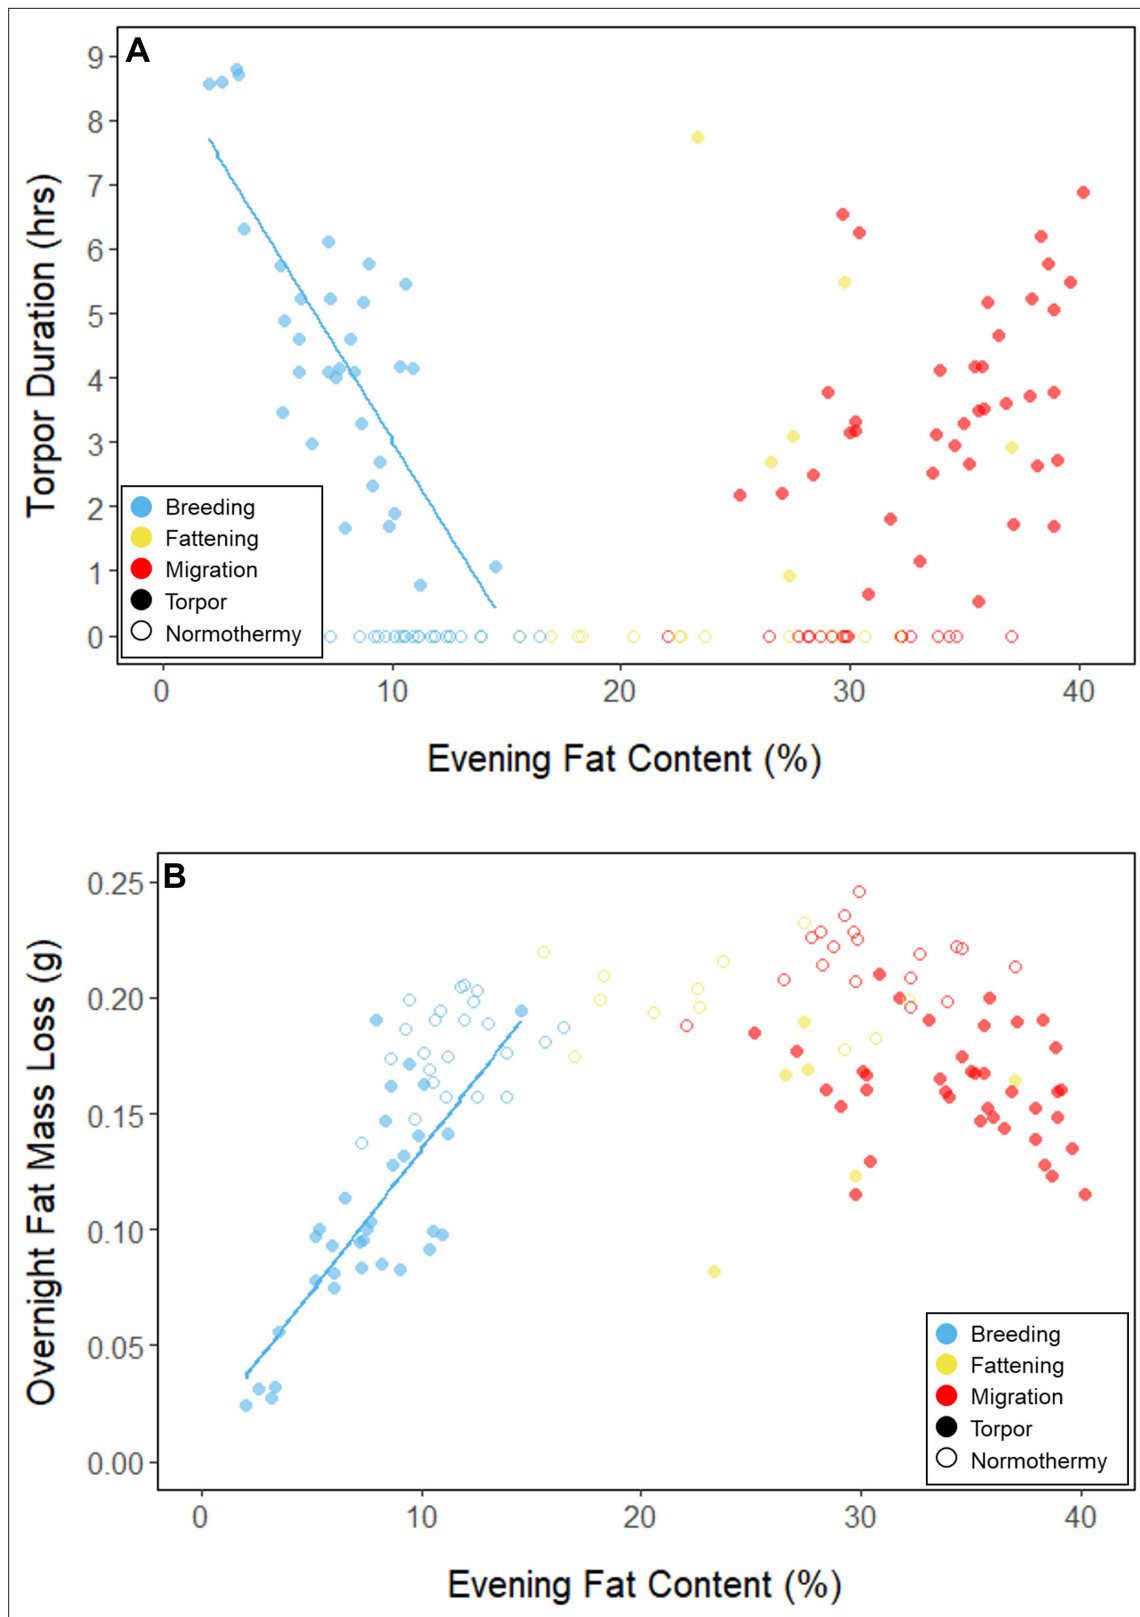 A
9
8
7
6
5
4
3
2
1
0
Torpor Duration (hrs)
Breeding
Fattening
Migration
Torpor
Normothermy
0 10 20 30 40
Evening Fat Content (%)
B
0.25
0.20
0.15
0.10
0.05
0.00
Overnight Fat Mass Loss (g)
Breeding
Fattening
Migration
Torpor
Normothermy
0 10 20 30 40
Evening Fat Content (%)